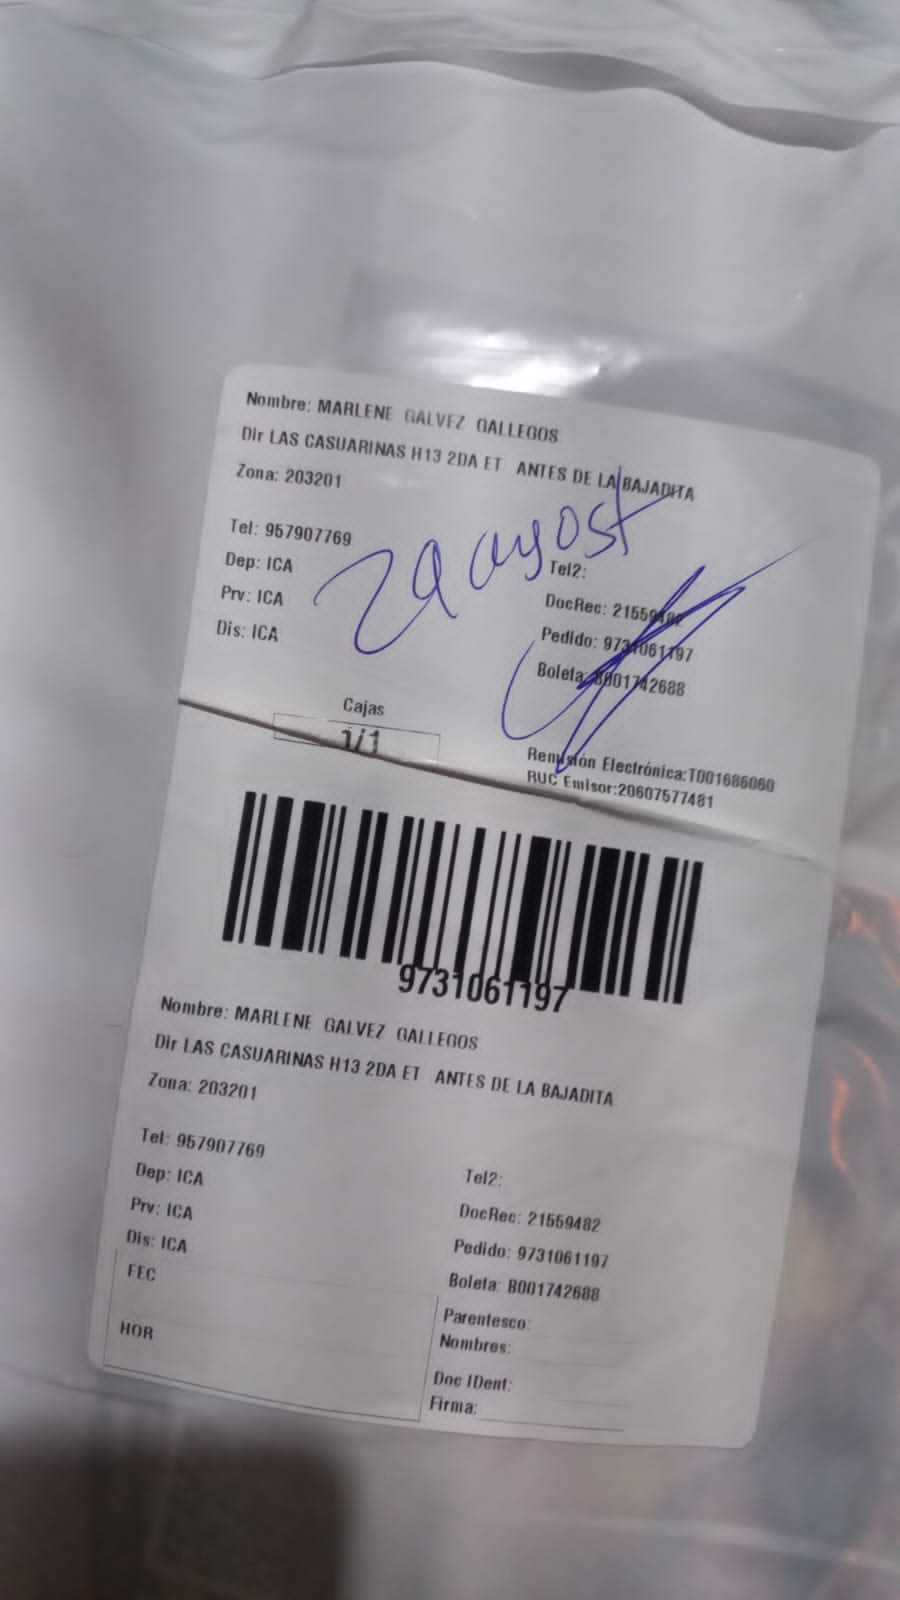 Nombre: MARLENE GALVEZ GALLEGOS
Dir LAS CASUARINAS H13 2DA ET ANTES DE LA BAJADITA
Zona: 203201
29 agost
Tel: 957907769
Tel2:
Dep: ICA
DocRec: 21559482
Prv: ICA
Pedido: 9731061197
Dis: ICA
Boleta: B001742688
Cajas
1/1
Remisión Electrónica:T001686060
RUC Emisor:20607577481
9731061197
Nombre: MARLENE GALVEZ GALLEGOS
Dir LAS CASUARINAS H13 2DA ET ANTES DE LA BAJADITA
Zona: 203201
Tel: 957907769
Tel2:
Dep: ICA
DocRec: 21559482
Prv: ICA
Pedido: 9731061197
Dis: ICA
Boleta: B001742688
FEC
Parentesco:
Nombres:
HOR
Doc IDent:
Firma: